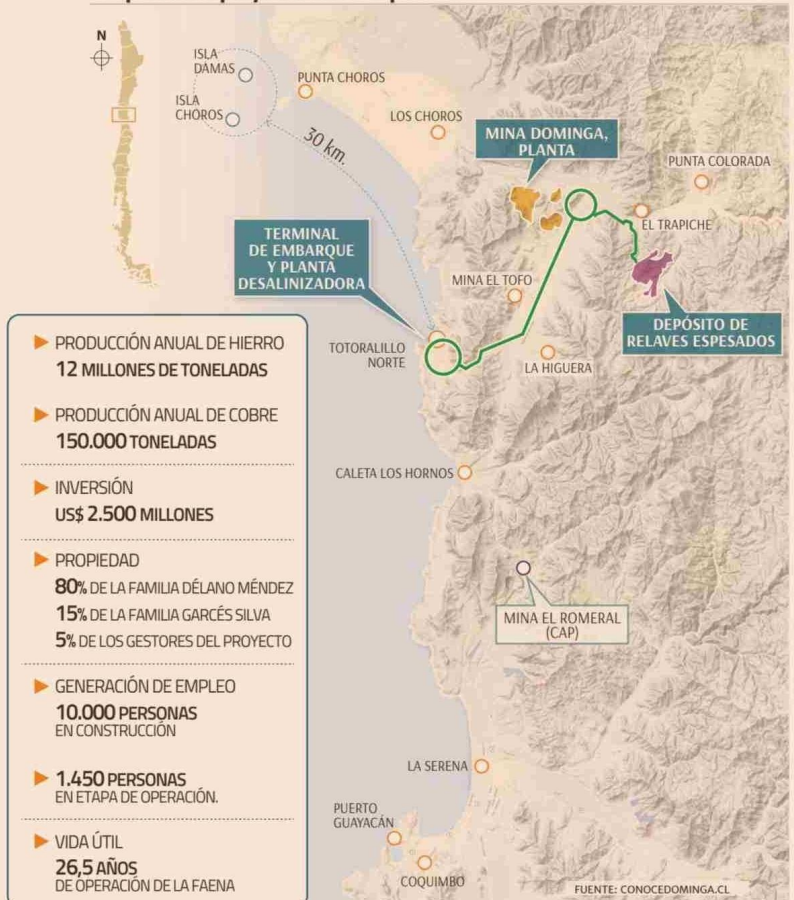 N
ISLA
DAMAS
ISLA
CHOROS
PUNTA CHOROS
LOS CHOROS
30 km.
MINA DOMINGA,
PLANTA
PUNTA COLORADA
EL TRAPICHE
TERMINAL
DE EMBARQUE
Y PLANTA
DESALINIZADORA
MINA EL TOFO
DEPÓSITO DE
RELAVES ESPESADOS
TOTORALILLO
NORTE
LA HIGUERA
CALETA LOS HORNOS
MINA EL ROMERAL
(CAP)
LA SERENA
PUERTO
GUAYACÁN
COQUIMBO
PRODUCCIÓN ANUAL DE HIERRO
12 MILLONES DE TONELADAS
PRODUCCIÓN ANUAL DE COBRE
150.000 TONELADAS
INVERSIÓN
US$ 2.500 MILLONES
PROPIEDAD
80% DE LA FAMILIA DÉLANO MÉNDEZ
15% DE LA FAMILIA GARCÉS SILVA
5% DE LOS GESTORES DEL PROYECTO
GENERACIÓN DE EMPLEO
10.000 PERSONAS
EN CONSTRUCCIÓN
1.450 PERSONAS
EN ETAPA DE OPERACIÓN.
VIDA ÚTIL
26,5 AÑOS
DE OPERACIÓN DE LA FAENA
FUENTE: CONOCEDOMINGA.CL